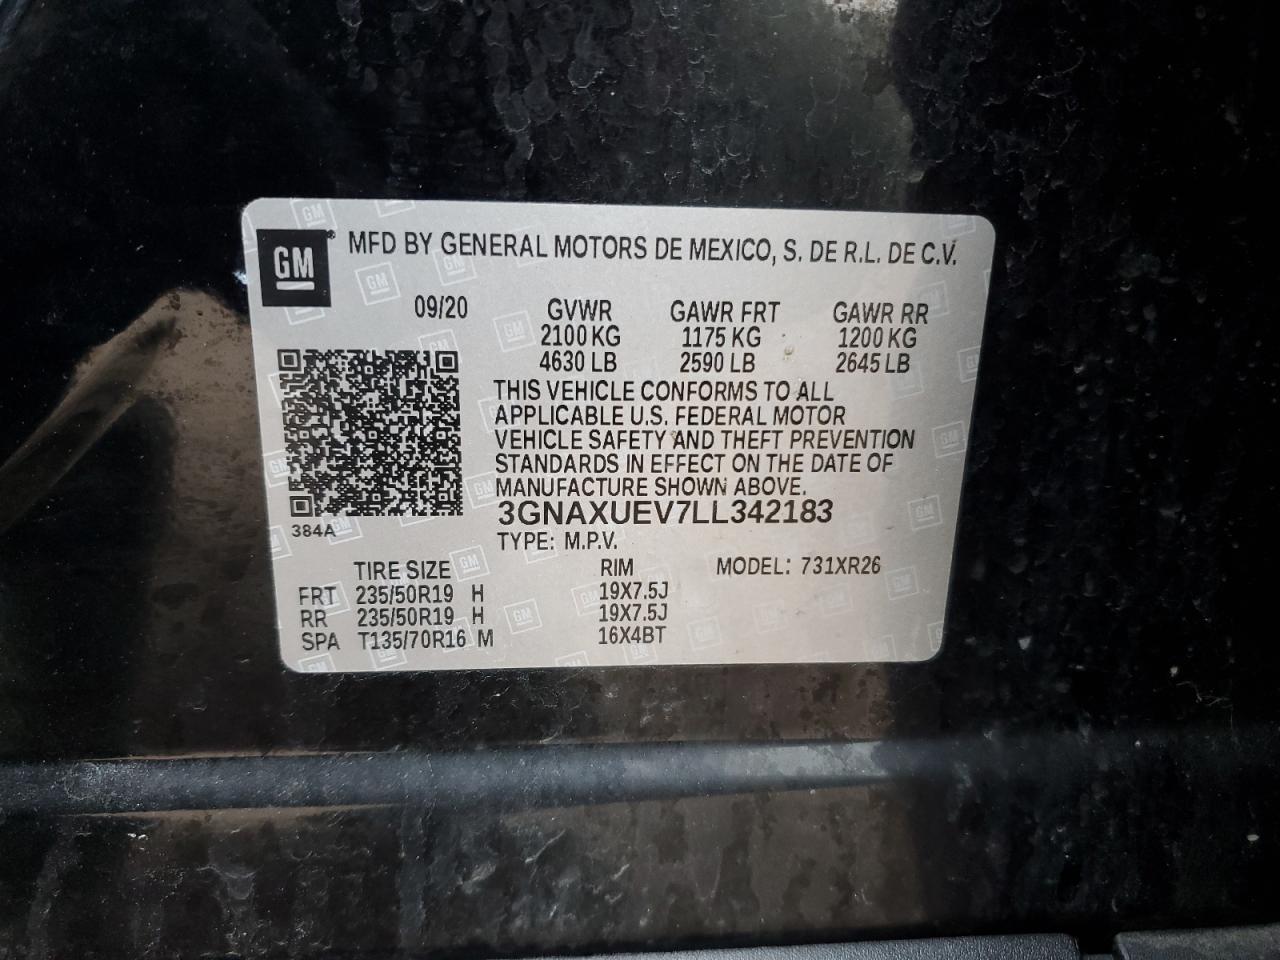 GM® MFD BY GENERAL MOTORS DE MEXICO, S. DE R.L. DE C.V.
09/20 GVWR GAWR FRT GAWR RR
2100 KG 1175 KG 1200 KG
4630 LB 2590 LB 2645 LB
THIS VEHICLE CONFORMS TO ALL
APPLICABLE U.S. FEDERAL MOTOR
VEHICLE SAFETY AND THEFT PREVENTION
STANDARDS IN EFFECT ON THE DATE OF
MANUFACTURE SHOWN ABOVE.
3GNAXUEV7LL342183
384A
TYPE: M.P.V.
TIRE SIZE RIM MODEL: 731XR26
FRT 235/50R19 H 19X7.5J
RR 235/50R19 H 19X7.5J
SPA T135/70R16 M 16X4BT